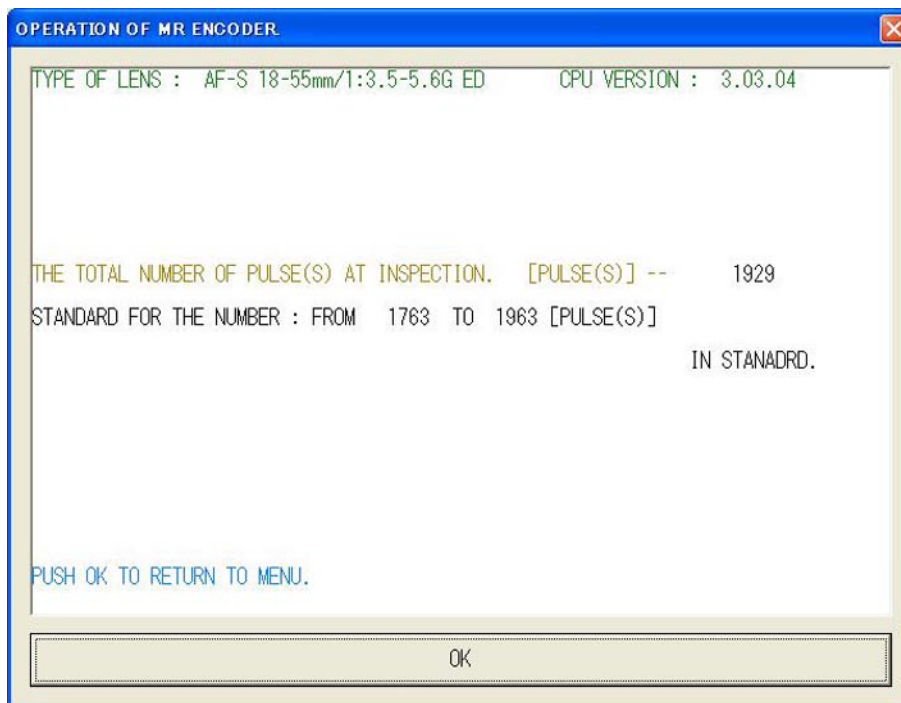 OPERATION OF MR ENCODER
TYPE OF LENS : AF-S 18-55mm/1:3.5-5.6G ED CPU VERSION : 3.03.04
THE TOTAL NUMBER OF PULSE(S) AT INSPECTION. [PULSE(S)] -- 1929
STANDARD FOR THE NUMBER : FROM 1763 TO 1963 [PULSE(S)]
IN STANADRD.
PUSH OK TO RETURN TO MENU.
OK